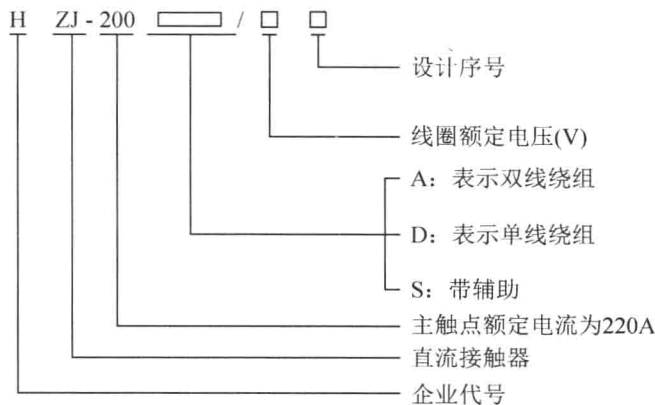 H ZJ-200 / 
设计序号
线圈额定电压(V)
A：表示双线绕组
D：表示单线绕组
S：带辅助
主触点额定电流为220A
直流接触器
企业代号